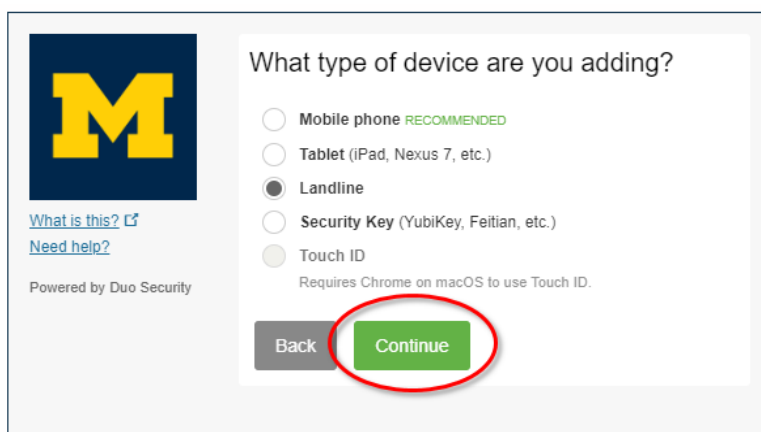 M
What is this?
Need help?
Powered by Duo Security
What type of device are you adding?
Mobile phone RECOMMENDED
Tablet (iPad, Nexus 7, etc.)
Landline
Security Key (YubiKey, Feitian, etc.)
Touch ID
Requires Chrome on macOS to use Touch ID.
Back
Continue